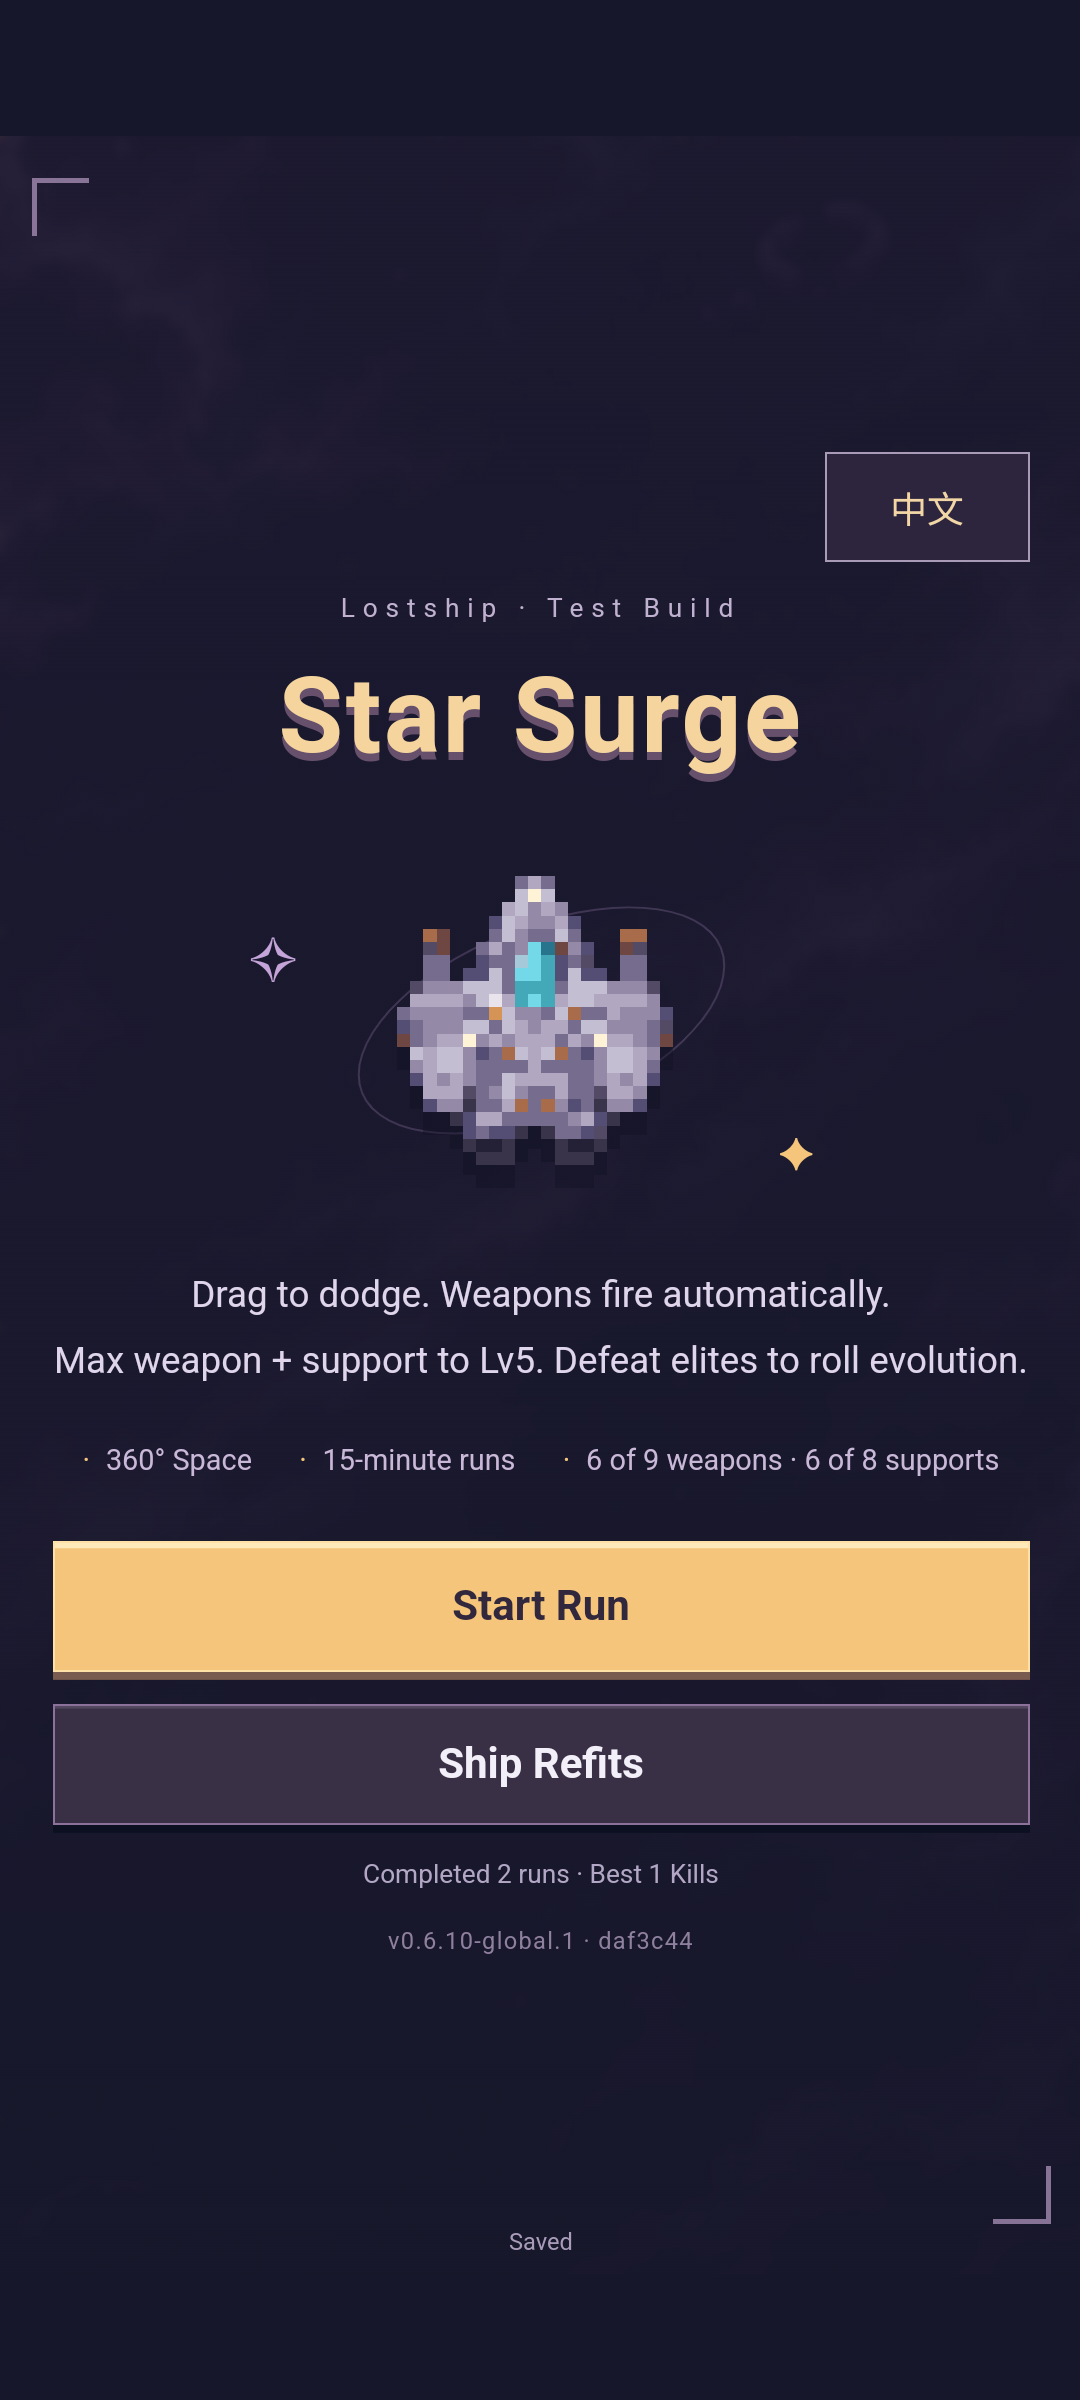 中文
Lostship · Test Build
Star Surge
Drag to dodge. Weapons fire automatically.
Max weapon + support to Lv5. Defeat elites to roll evolution.
· 360° Space · 15-minute runs · 6 of 9 weapons · 6 of 8 supports
Start Run
Ship Refits
Completed 2 runs · Best 1 Kills
v0.6.10-global.1 · daf3c44
Saved